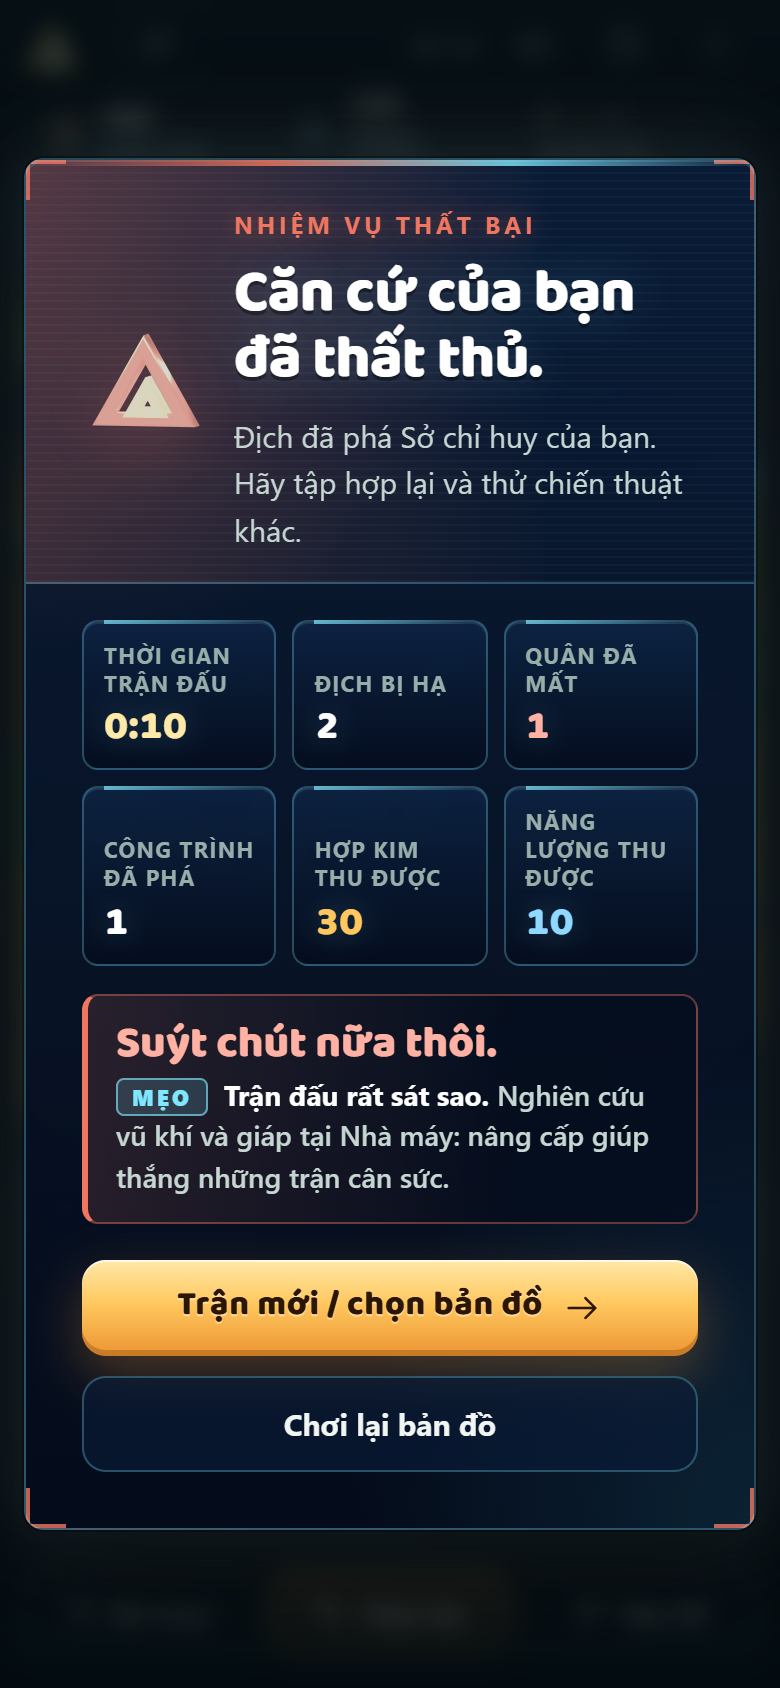 NHIỆM VỤ THẤT BẠI
Căn cứ của bạn
đã thất thủ.
Địch đã phá Sở chỉ huy của bạn.
Hãy tập hợp lại và thử chiến thuật
khác.
THỜI GIAN
TRẬN ĐẤU
0:10
ĐỊCH BỊ HẠ
2
QUÂN ĐÃ
MẤT
1
CÔNG TRÌNH
ĐÃ PHÁ
1
HỢP KIM
THU ĐƯỢC
30
NĂNG
LƯỢNG THU
ĐƯỢC
10
Suýt chút nữa thôi.
MẸO Trận đấu rất sát sao. Nghiên cứu
vũ khí và giáp tại Nhà máy: nâng cấp giúp
thắng những trận cân sức.
Trận mới / chọn bản đồ →
Chơi lại bản đồ